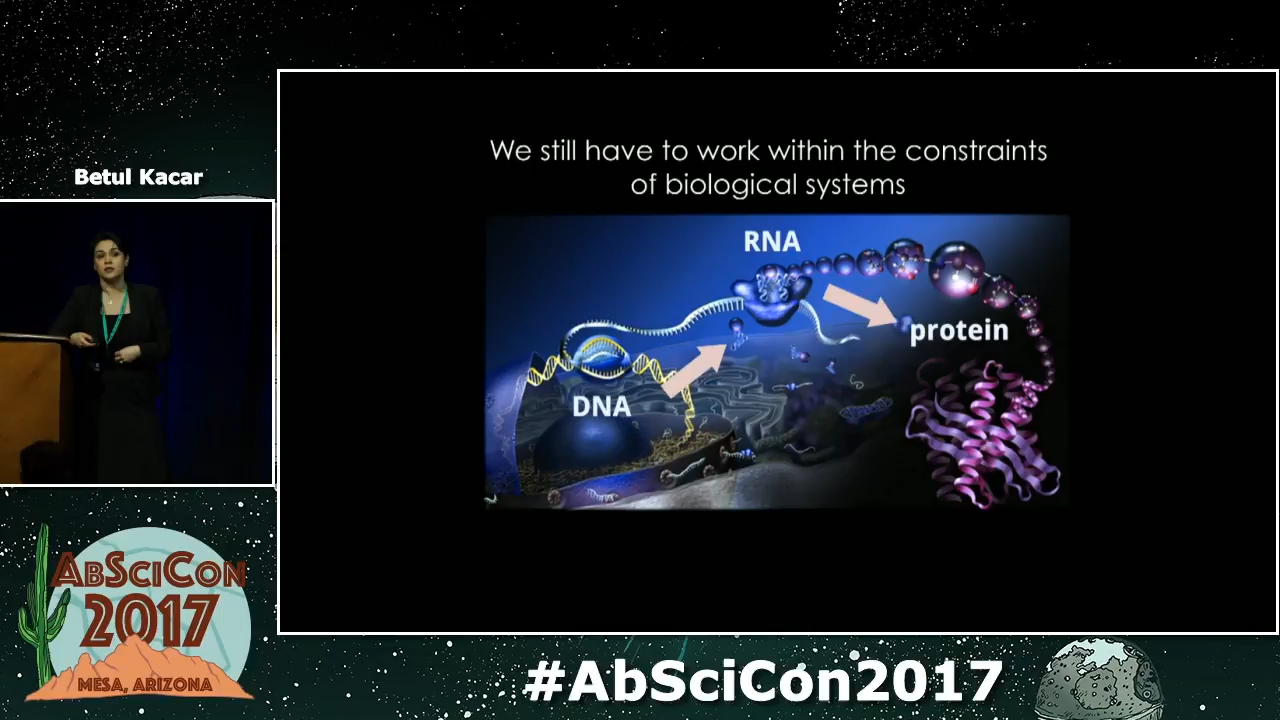 Betul Kacar
We still have to work within the constraints
of biological systems
RNA
protein
DNA
AbSciCon
2017
MESA, ARIZONA
#AbSciCon2017